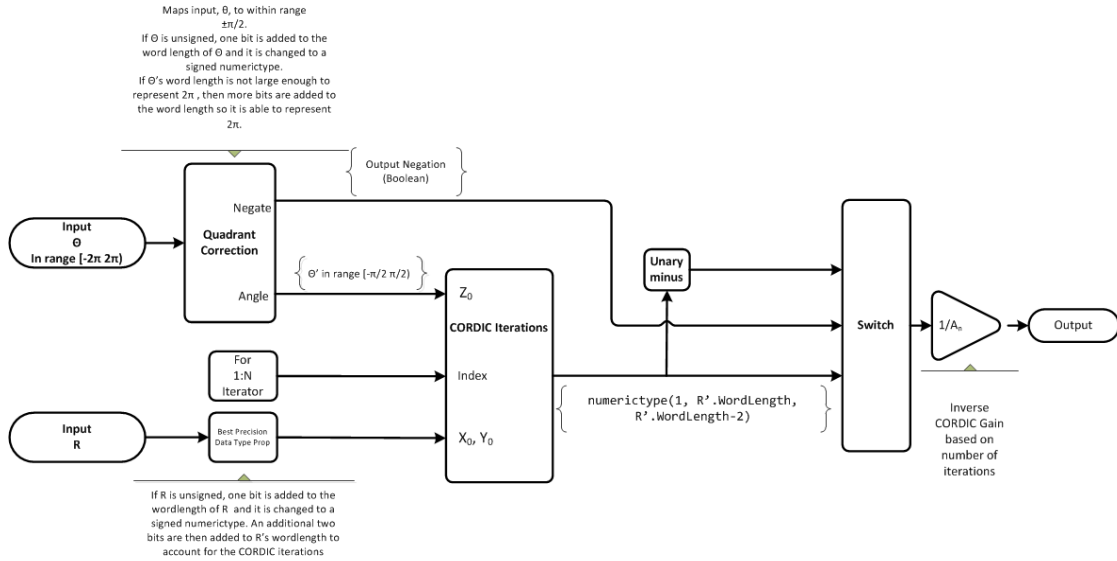 Maps input, θ, to within range
±π/2.
If Θ is unsigned, one bit is added to the
word length of Θ and it is changed to a
signed numerictype.
If Θ's word length is not large enough to
represent 2π , then more bits are added to
the word length so it is able to represent
2π.
Output Negation
(Boolean)
Input
Θ
In range [-2π 2π)
Negate
Quadrant
Correction
Angle
Θ' in range [-π/2 π/2)
Unary
minus
Z₀
CORDIC Iterations
Index
X₀, Y₀
For
1:N
Iterator
Input
R
Best Precision
Data Type Prop
If R is unsigned, one bit is added to the
wordlength of R and it is changed to a
signed numerictype. An additional two
bits are then added to R's wordlength to
account for the CORDIC iterations
numerictype(1, R'.WordLength,
R'.WordLength-2)
Switch
1/Aₙ
Output
Inverse
CORDIC Gain
based on
number of
iterations